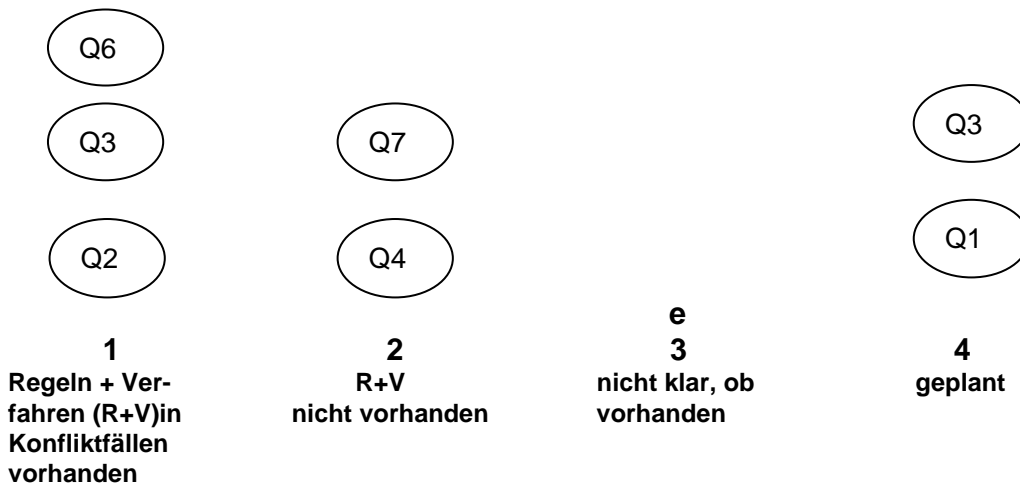 Q6
Q3
Q7
Q3
Q2
Q4
Q1
e
1
2
3
4
Regeln + Ver-
fahren (R+V)in
Konfliktfällen
vorhanden
R+V
nicht vorhanden
nicht klar, ob
vorhanden
geplant